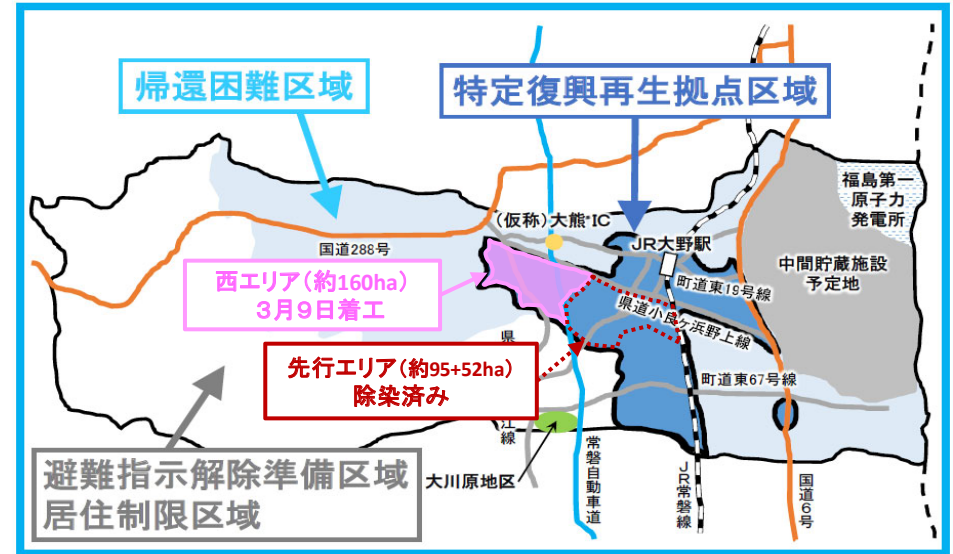 帰還困難区域
特定復興再生拠点区域
福島第一
原子力
発電所
(仮称)大熊IC
JR大野駅
国道288号
中間貯蔵施設
予定地
西エリア(約160ha)
3月9日着工
町道東19号線
県道小良ヶ浜野上線
先行エリア(約95+52ha)
除染済み
町道東67号線
県
江線
避難指示解除準備区域
居住制限区域
大川原地区
常磐自動車道
JR常磐線
国道6号